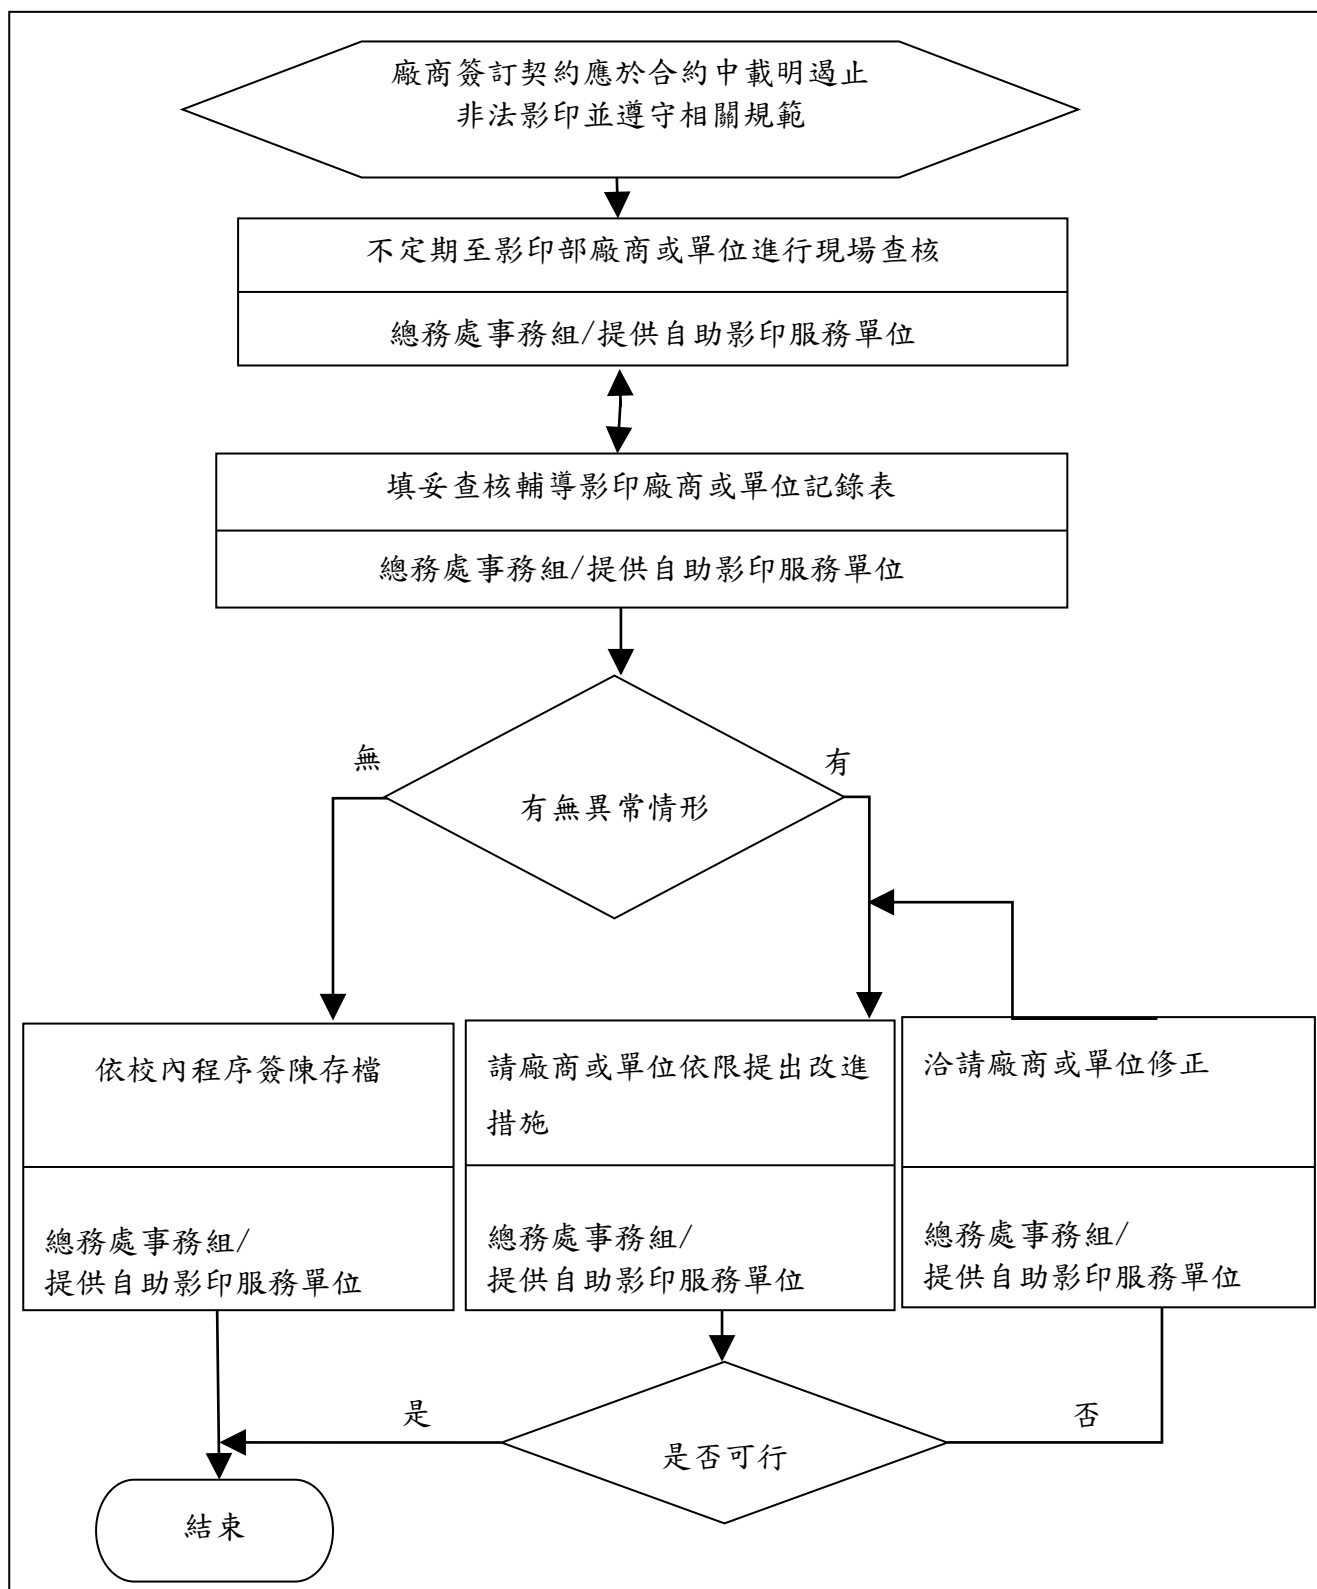 廠商簽訂契約應於合約中載明遏止
非法影印並遵守相關規範
不定期至影印部廠商或單位進行現場查核
總務處事務組/提供自助影印服務單位
填妥查核輔導影印廠商或單位記錄表
總務處事務組/提供自助影印服務單位
無
有
有無異常情形
依校內程序簽陳存檔
總務處事務組/
提供自助影印服務單位
請廠商或單位依限提出改進
措施
總務處事務組/
提供自助影印服務單位
洽請廠商或單位修正
總務處事務組/
提供自助影印服務單位
是
否
是否可行
結束